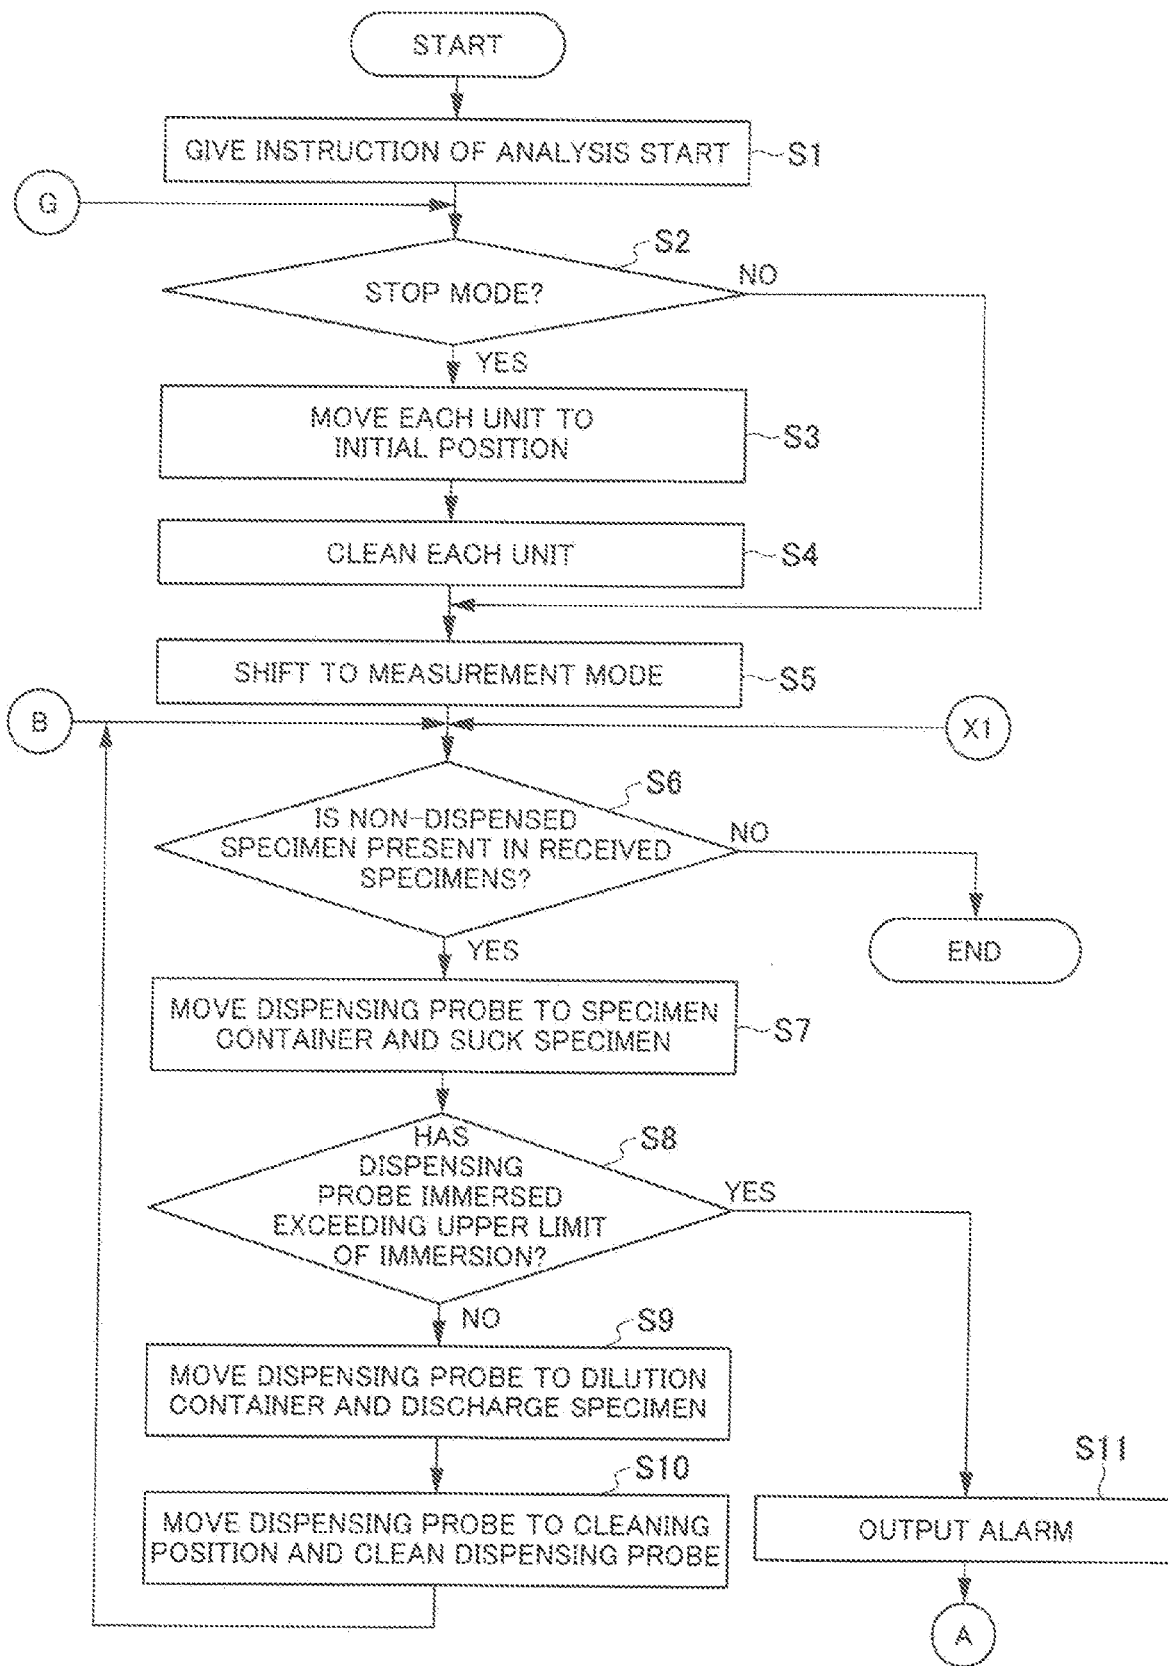 START
GIVE INSTRUCTION OF ANALYSIS START
S1
G
S2
STOP MODE?
NO
YES
MOVE EACH UNIT TO
INITIAL POSITION
S3
CLEAN EACH UNIT
S4
SHIFT TO MEASUREMENT MODE
S5
B
X1
S6
IS NON-DISPENSED
SPECIMEN PRESENT IN RECEIVED
SPECIMENS?
NO
YES
END
MOVE DISPENSING PROBE TO SPECIMEN
CONTAINER AND SUCK SPECIMEN
S7
S8
HAS
DISPENSING
PROBE IMMERSED
EXCEEDING UPPER LIMIT
OF IMMERSION?
YES
NO
S9
MOVE DISPENSING PROBE TO DILUTION
CONTAINER AND DISCHARGE SPECIMEN
S10
MOVE DISPENSING PROBE TO CLEANING
POSITION AND CLEAN DISPENSING PROBE
S11
OUTPUT ALARM
A